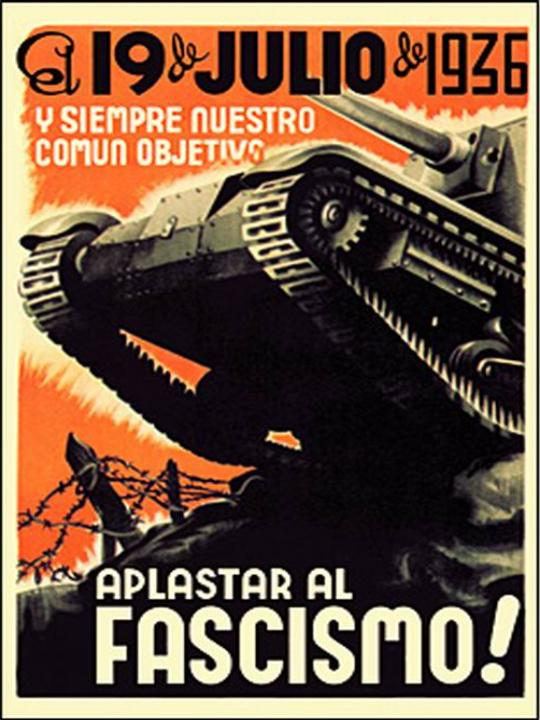 El 19 de JULIO de 1936
Y SIEMPRE NUESTRO
COMUN OBJETIVO
APLASTAR AL
FASCISMO!